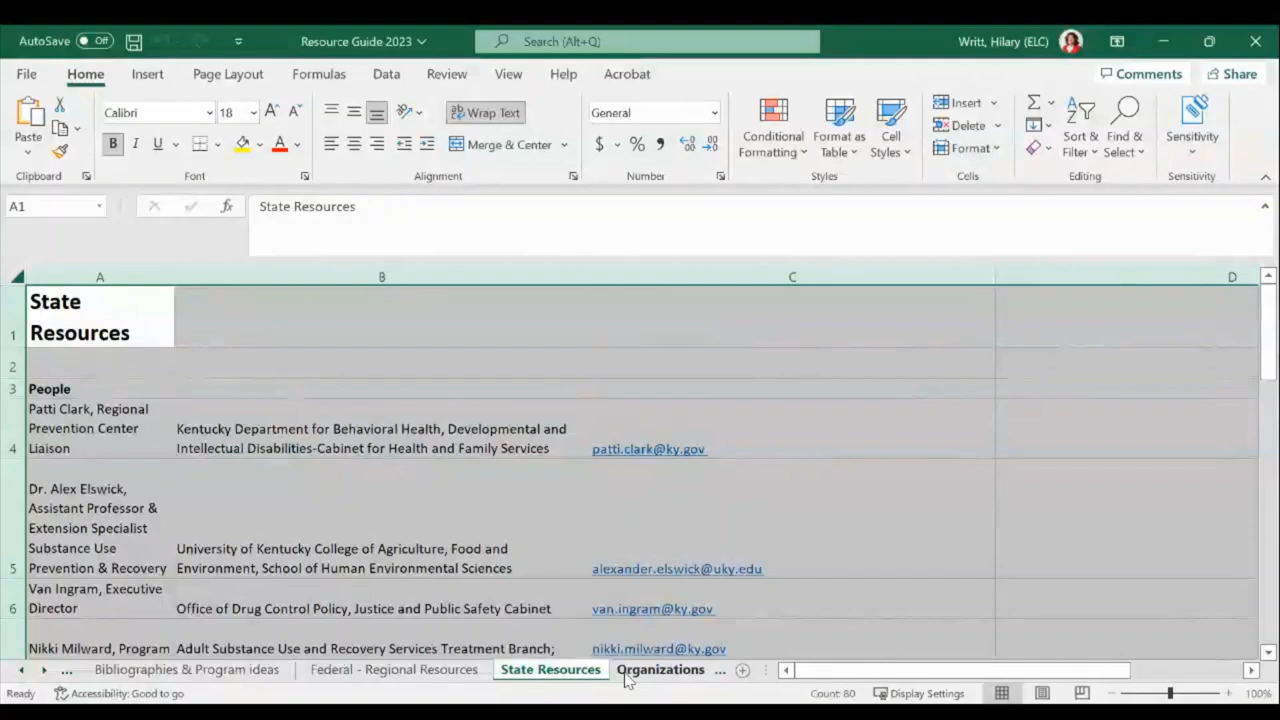 AutoSave Off Resource Guide 2023 Search (Alt+Q) Writt, Hilary (ELC)
File Home Insert Page Layout Formulas Data Review View Help Acrobat Comments Share
Calibri 18 A^ A˅ Wrap Text General Insert
Paste B I U A Merge & Center $ % 9 Conditional Formatting Format as Table Cell Styles Delete Format Sort & Filter Find & Select Sensitivity
Clipboard Font Alignment Number Styles Cells Editing Sensitivity
A1 fx State Resources
A B C D
1 State
Resources
2
3 People
Patti Clark, Regional
Prevention Center Kentucky Department for Behavioral Health, Developmental and
4 Liaison Intellectual Disabilities-Cabinet for Health and Family Services patti.clark@ky.gov
Dr. Alex Elswick,
Assistant Professor &
Extension Specialist
Substance Use University of Kentucky College of Agriculture, Food and
5 Prevention & Recovery Environment, School of Human Environmental Sciences alexander.elswick@uky.edu
Van Ingram, Executive
6 Director Office of Drug Control Policy, Justice and Public Safety Cabinet van.ingram@ky.gov
Nikki Milward, Program Adult Substance Use and Recovery Services Treatment Branch; nikki.milward@ky.gov
... Bibliographies & Program ideas Federal - Regional Resources State Resources Organizations ...
Ready Accessibility: Good to go Count: 80 Display Settings 100%